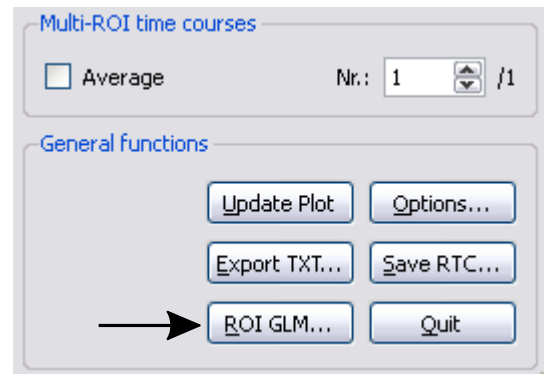 Multi-ROI time courses
Average Nr.: 1 /1
General functions
Update Plot Options...
Export TXT... Save RTC...
ROI GLM... Quit